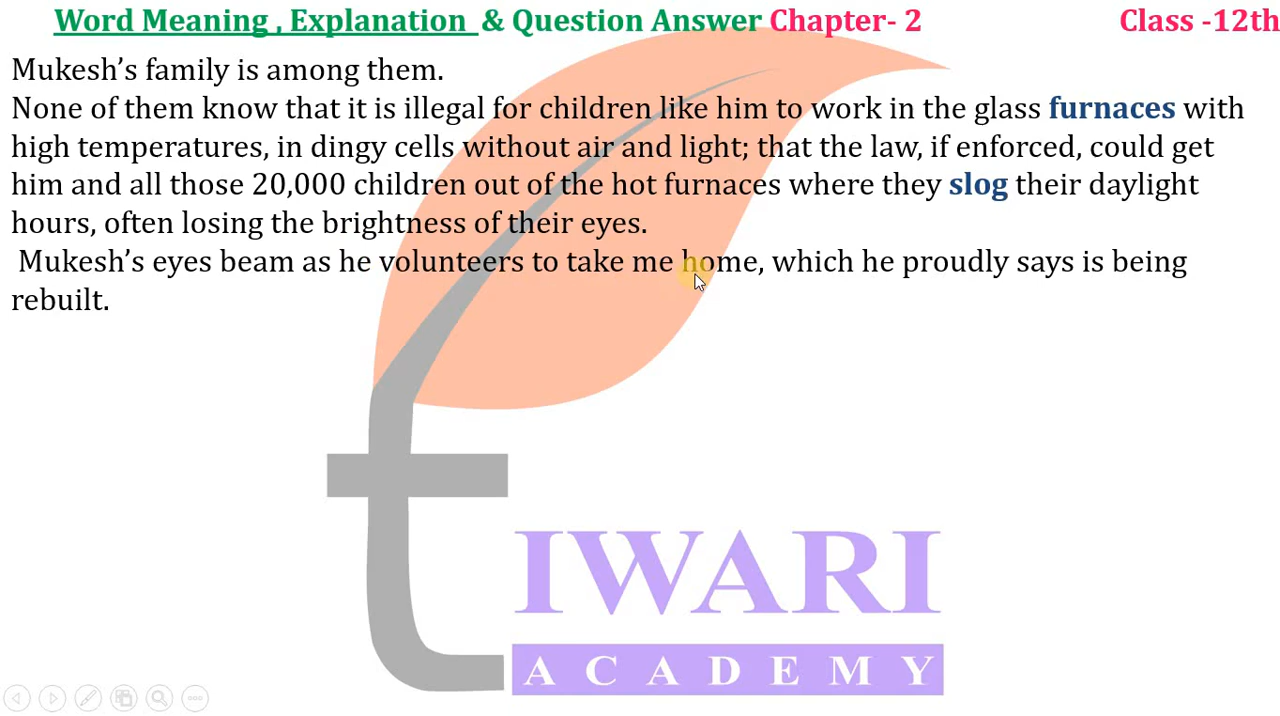 Word Meaning , Explanation & Question Answer Chapter- 2 Class -12th
Mukesh’s family is among them.
None of them know that it is illegal for children like him to work in the glass furnaces with
high temperatures, in dingy cells without air and light; that the law, if enforced, could get
him and all those 20,000 children out of the hot furnaces where they slog their daylight
hours, often losing the brightness of their eyes.
Mukesh’s eyes beam as he volunteers to take me home, which he proudly says is being
rebuilt.
tIWARI
ACADEMY